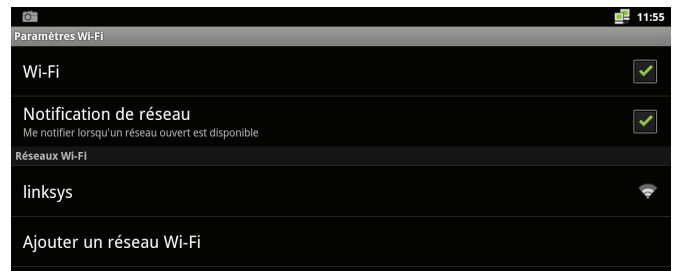 11:55
Paramètres Wi-Fi
Wi-Fi
Notification de réseau
Me notifier lorsqu'un réseau ouvert est disponible
Réseaux Wi-Fi
linksys
Ajouter un réseau Wi-Fi